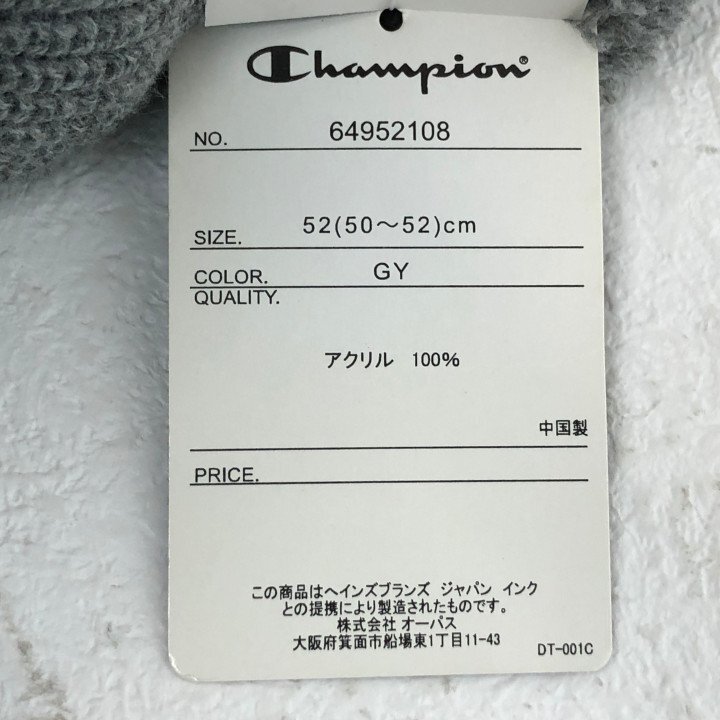 Champion®
NO. 64952108
SIZE. 52(50～52)cm
COLOR. GY
QUALITY.
アクリル 100%
中国製
PRICE.
この商品はヘインズブランズ ジャパン インク
との提携により製造されたものです。
株式会社 オーパス
大阪府箕面市船場東1丁目11-43
DT-001C